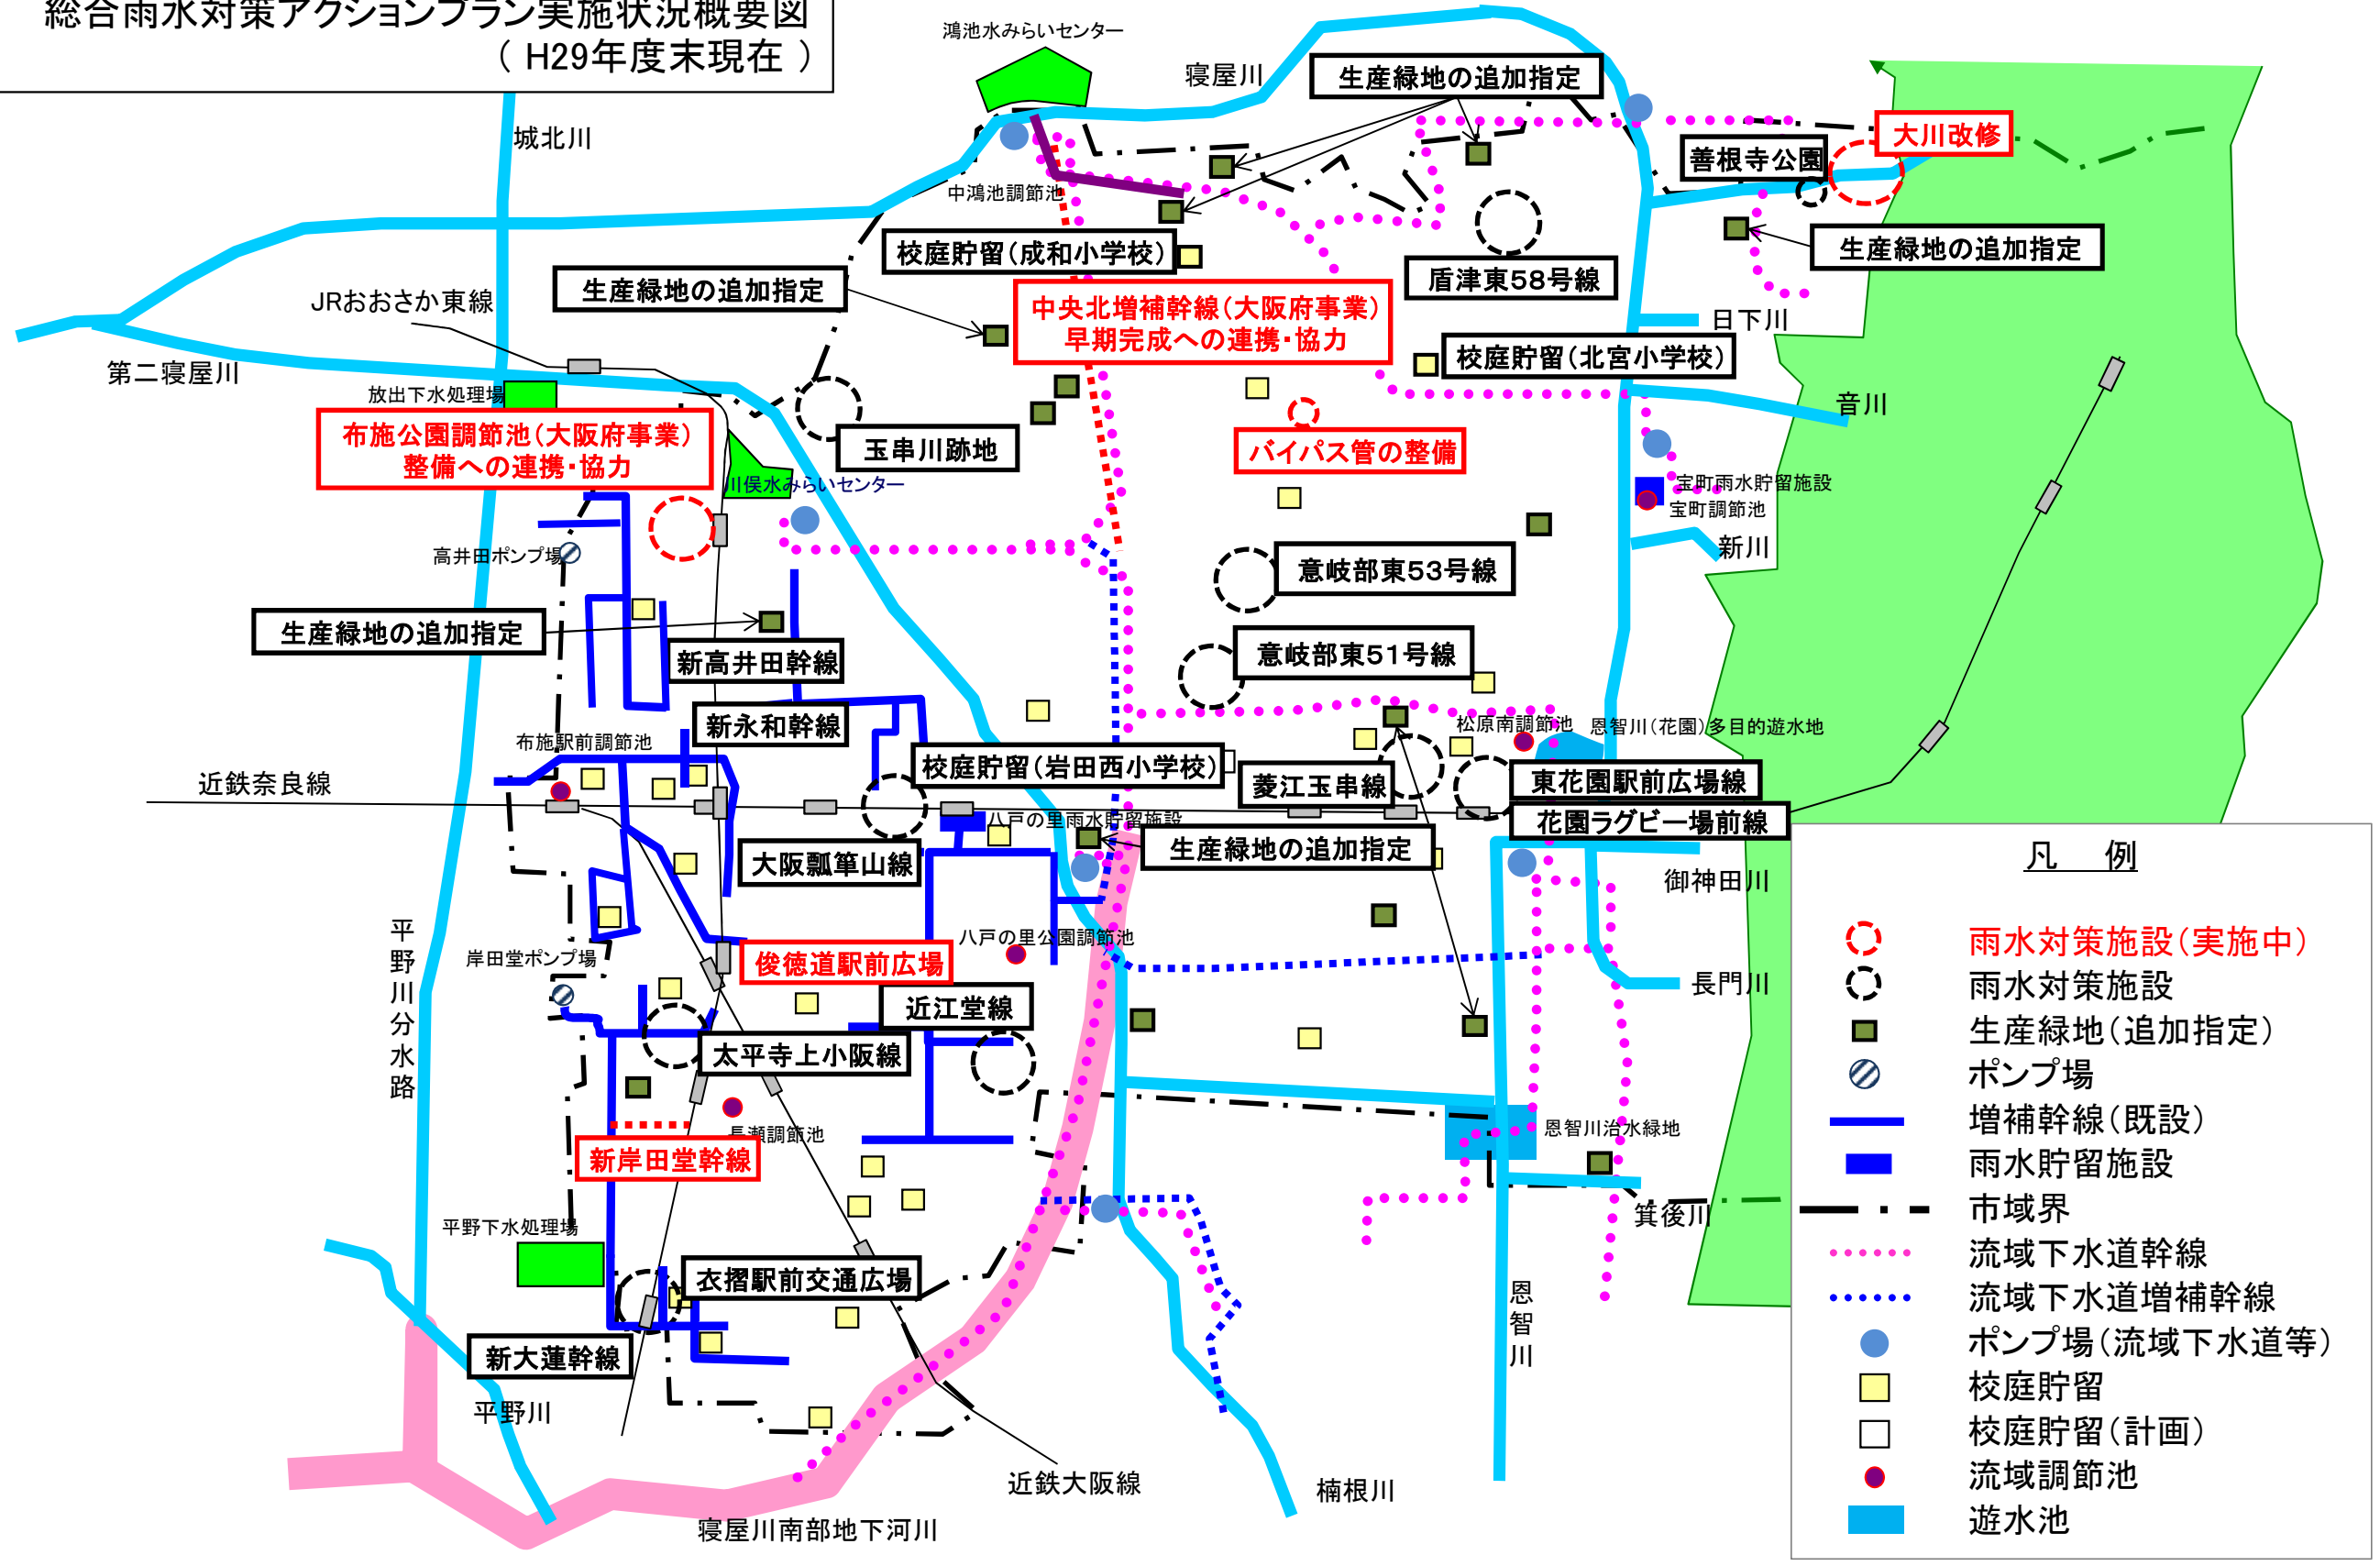 総合雨水対策アクションプラン実施状況概要図
（ H29年度末現在 ）
鴻池水みらいセンター
寝屋川
生産緑地の追加指定
城北川
大川改修
善根寺公園
中鴻池調節池
校庭貯留（成和小学校）
生産緑地の追加指定
生産緑地の追加指定
盾津東５８号線
JRおおさか東線
中央北増補幹線（大阪府事業）
早期完成への連携・協力
日下川
校庭貯留（北宮小学校）
第二寝屋川
放出下水処理場
音川
布施公園調節池（大阪府事業）
整備への連携・協力
玉串川跡地
バイパス管の整備
川俣水みらいセンター
宝町雨水貯留施設
宝町調節池
高井田ポンプ場
新川
意岐部東５３号線
生産緑地の追加指定
新高井田幹線
意岐部東５１号線
新永和幹線
松原南調節池
恩智川（花園）多目的遊水地
布施駅前調節池
校庭貯留（岩田西小学校）
菱江玉串線
東花園駅前広場線
近鉄奈良線
八戸の里雨水貯留施設
花園ラグビー場前線
大阪瓢箪山線
生産緑地の追加指定
御神田川
平野川分水路
岸田堂ポンプ場
八戸の里公園調節池
俊徳道駅前広場
長門川
近江堂線
太平寺上小阪線
長瀬調節池
恩智川治水緑地
新岸田堂幹線
箕後川
平野下水処理場
衣摺駅前交通広場
恩智川
新大蓮幹線
平野川
近鉄大阪線
楠根川
寝屋川南部地下河川
凡　例
雨水対策施設（実施中）
雨水対策施設
生産緑地（追加指定）
ポンプ場
増補幹線（既設）
雨水貯留施設
市域界
流域下水道幹線
流域下水道増補幹線
ポンプ場（流域下水道等）
校庭貯留
校庭貯留（計画）
流域調節池
遊水池